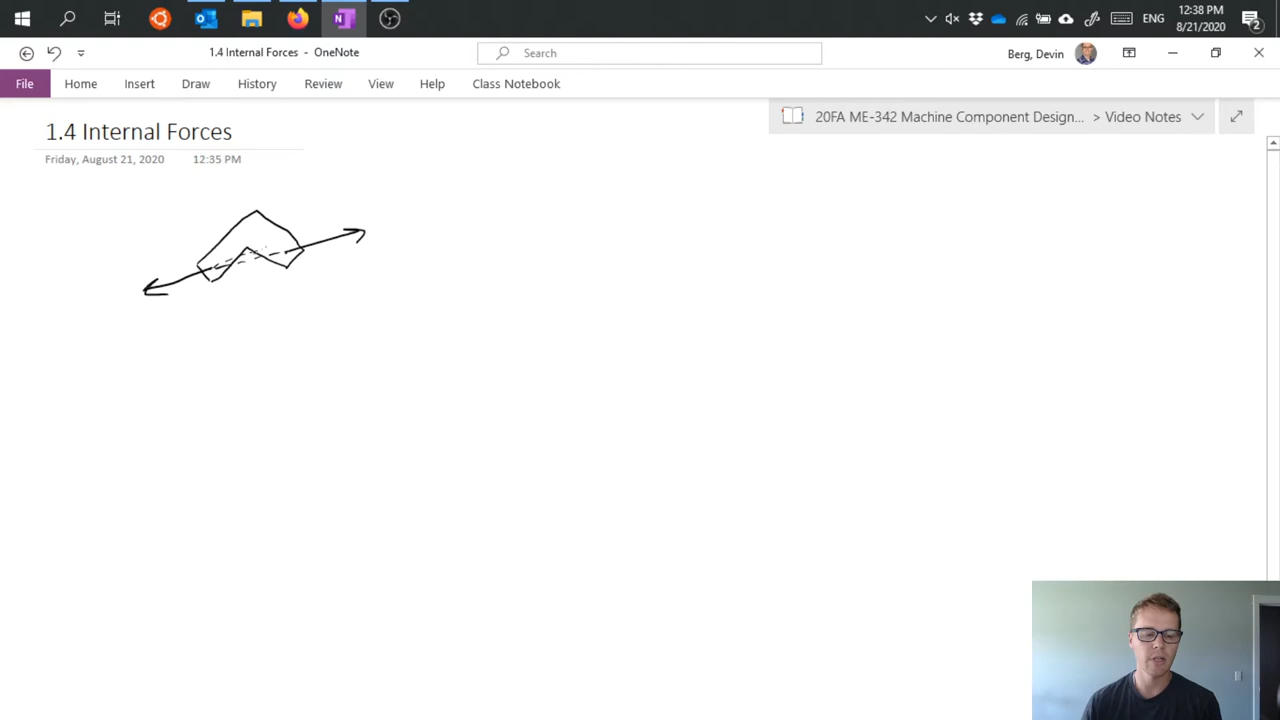 12:38 PM
ENG
8/21/2020
2
1.4 Internal Forces - OneNote
Search
Berg, Devin
File
Home
Insert
Draw
History
Review
View
Help
Class Notebook
20FA ME-342 Machine Component Design... > Video Notes
1.4 Internal Forces
Friday, August 21, 2020
12:35 PM